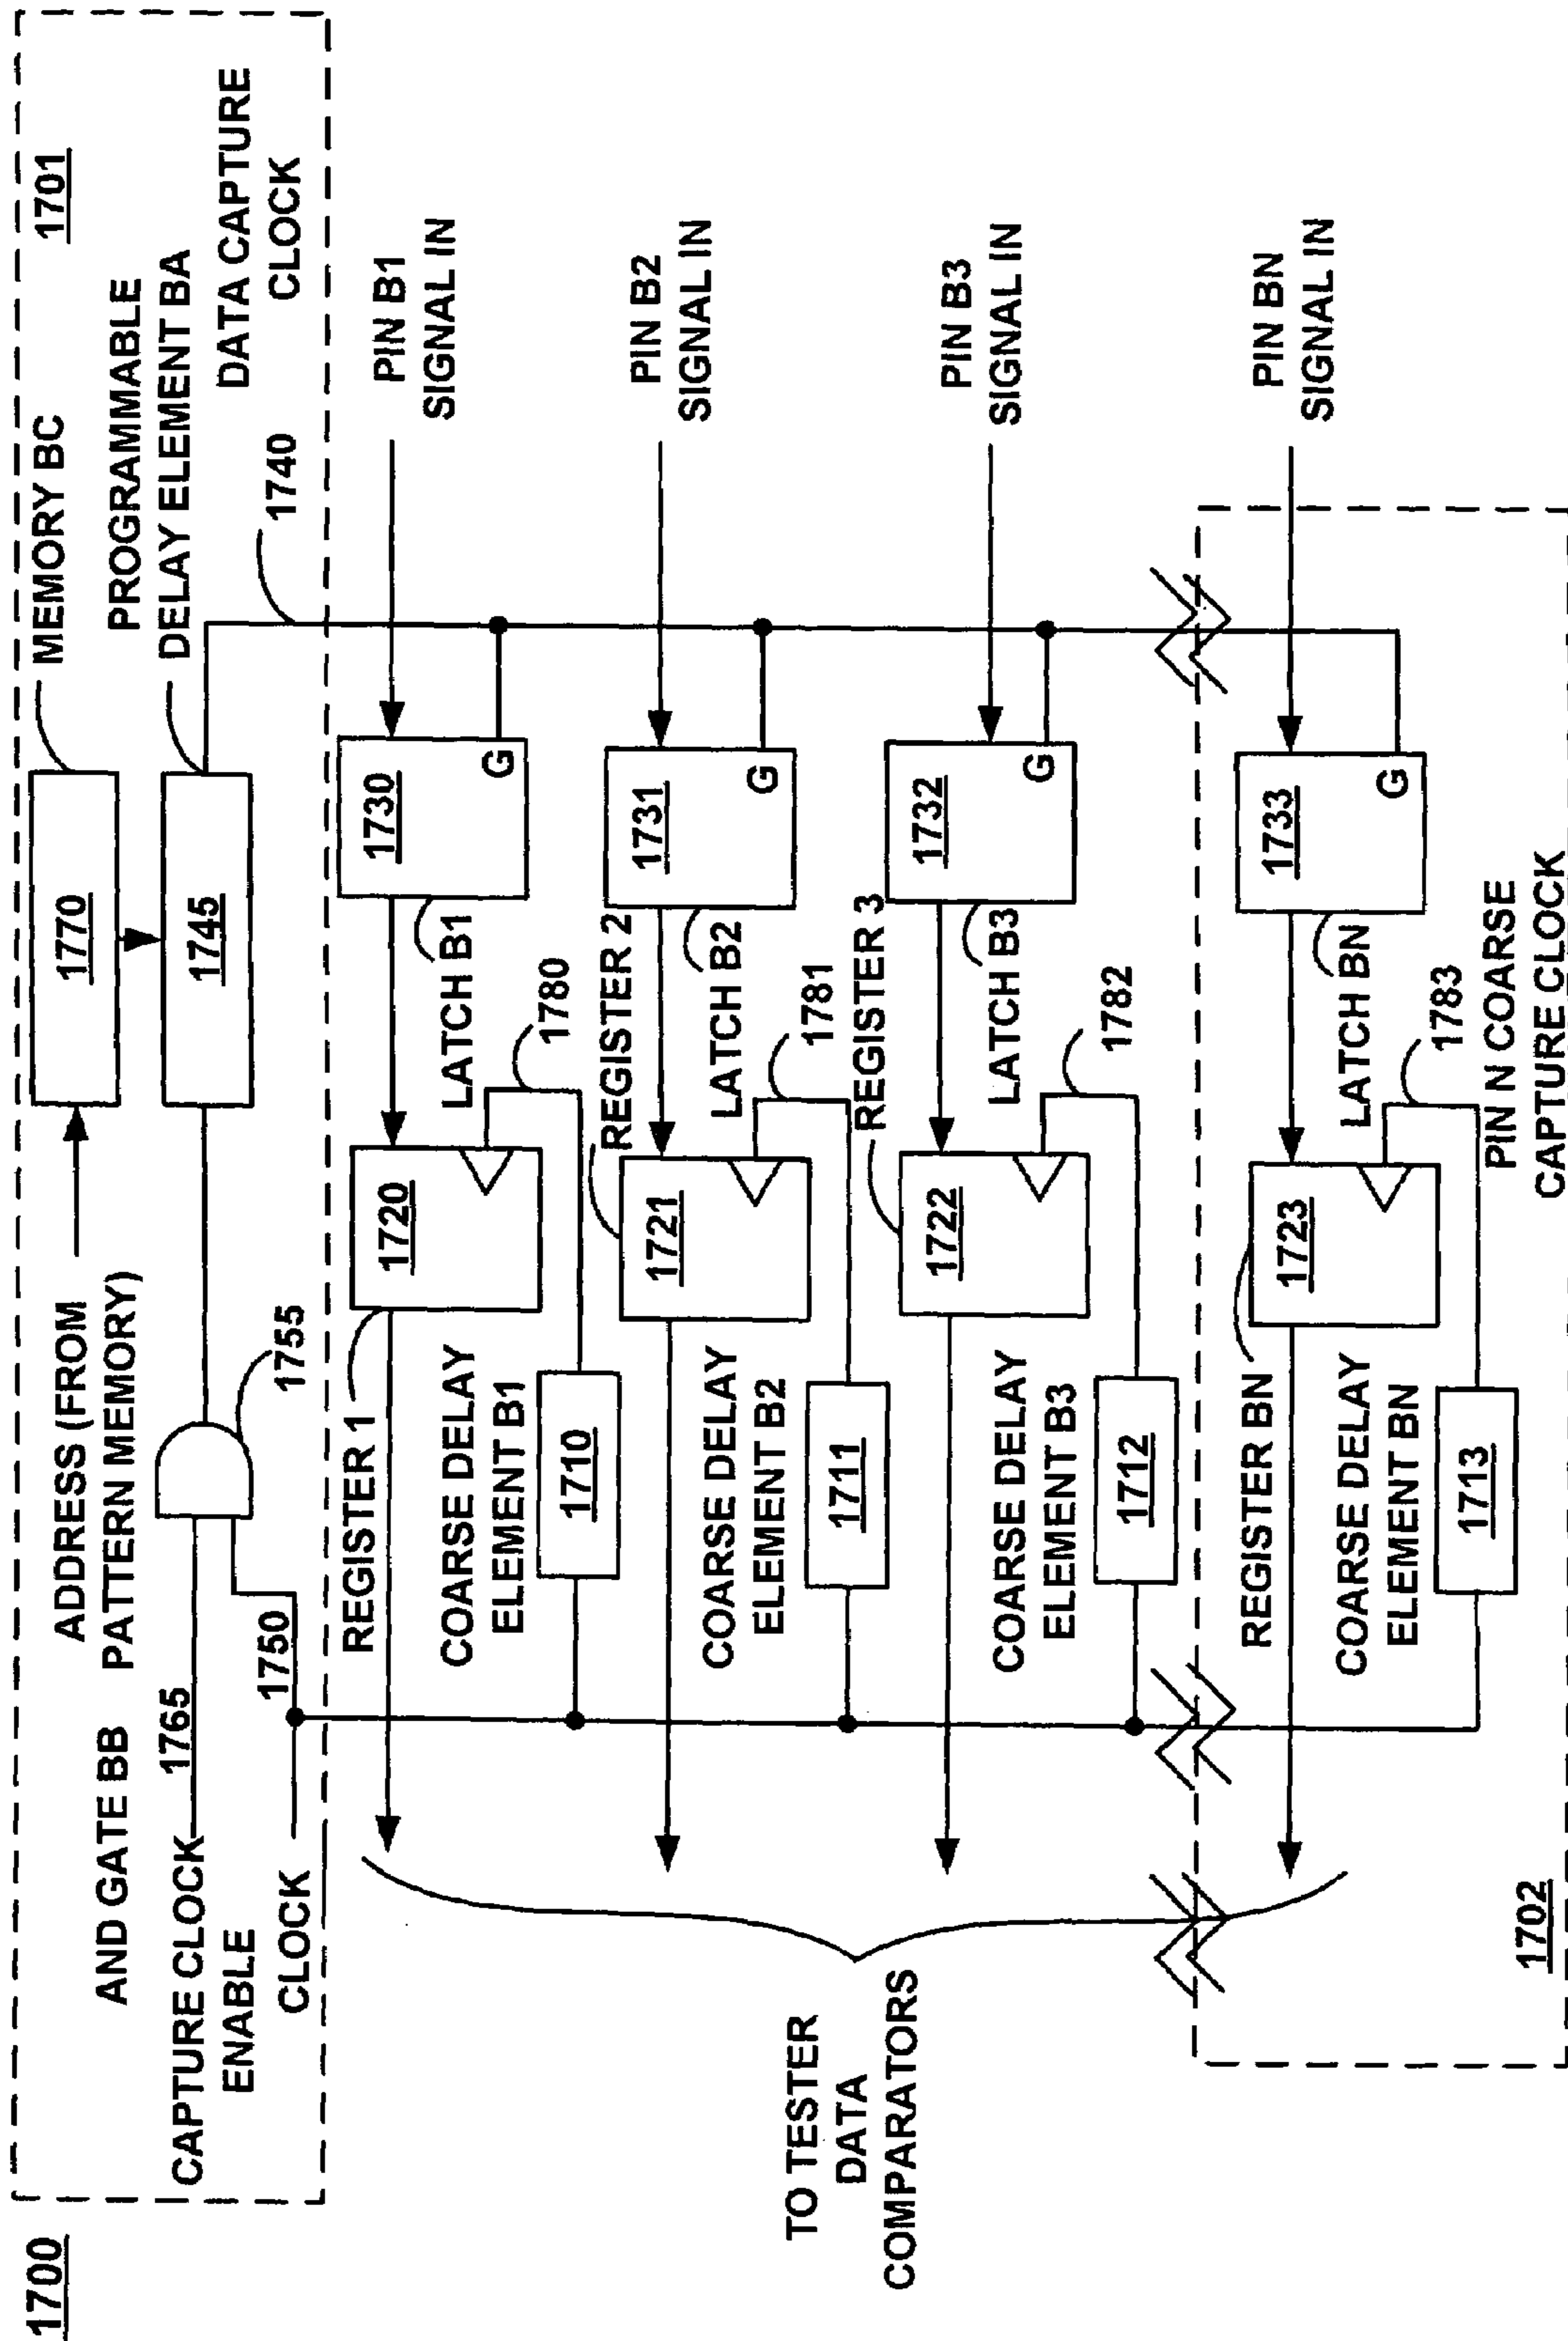 1700
1701
MEMORY BC
1770
ADDRESS (FROM
PATTERN MEMORY)
PROGRAMMABLE
DELAY ELEMENT BA
1745
AND GATE BB
1755
CAPTURE CLOCK
ENABLE
1765
CLOCK
1750
DATA CAPTURE
CLOCK
1740
PIN B1
SIGNAL IN
1730
G
LATCH B1
1720
REGISTER 1
1780
COARSE DELAY
ELEMENT B1
1710
PIN B2
SIGNAL IN
1731
G
LATCH B2
REGISTER 2
1721
1781
COARSE DELAY
ELEMENT B2
1711
PIN B3
SIGNAL IN
1732
G
LATCH B3
REGISTER 3
1722
1782
COARSE DELAY
ELEMENT B3
1712
TO TESTER
DATA
COMPARATORS
PIN BN
SIGNAL IN
1733
G
LATCH BN
1723
REGISTER BN
1783
COARSE DELAY
ELEMENT BN
1713
PIN N COARSE
CAPTURE CLOCK
1702